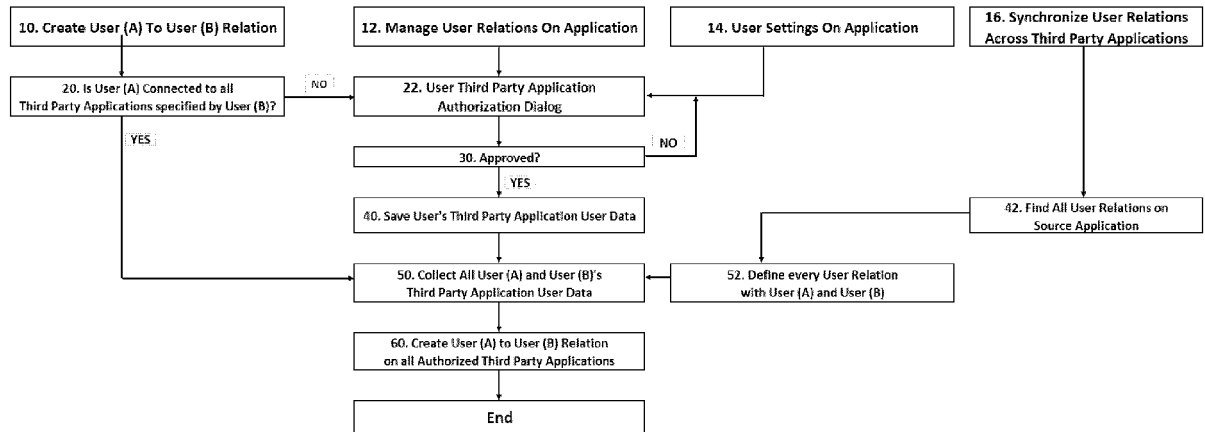 10. Create User (A) To User (B) Relation
12. Manage User Relations On Application
14. User Settings On Application
16. Synchronize User Relations
Across Third Party Applications
20. Is User (A) Connected to all
Third Party Applications specified by User (B)?
NO
22. User Third Party Application
Authorization Dialog
YES
NO
30. Approved?
YES
40. Save User's Third Party Application User Data
42. Find All User Relations on
Source Application
50. Collect All User (A) and User (B)'s
Third Party Application User Data
52. Define every User Relation
with User (A) and User (B)
60. Create User (A) to User (B) Relation
on all Authorized Third Party Applications
End